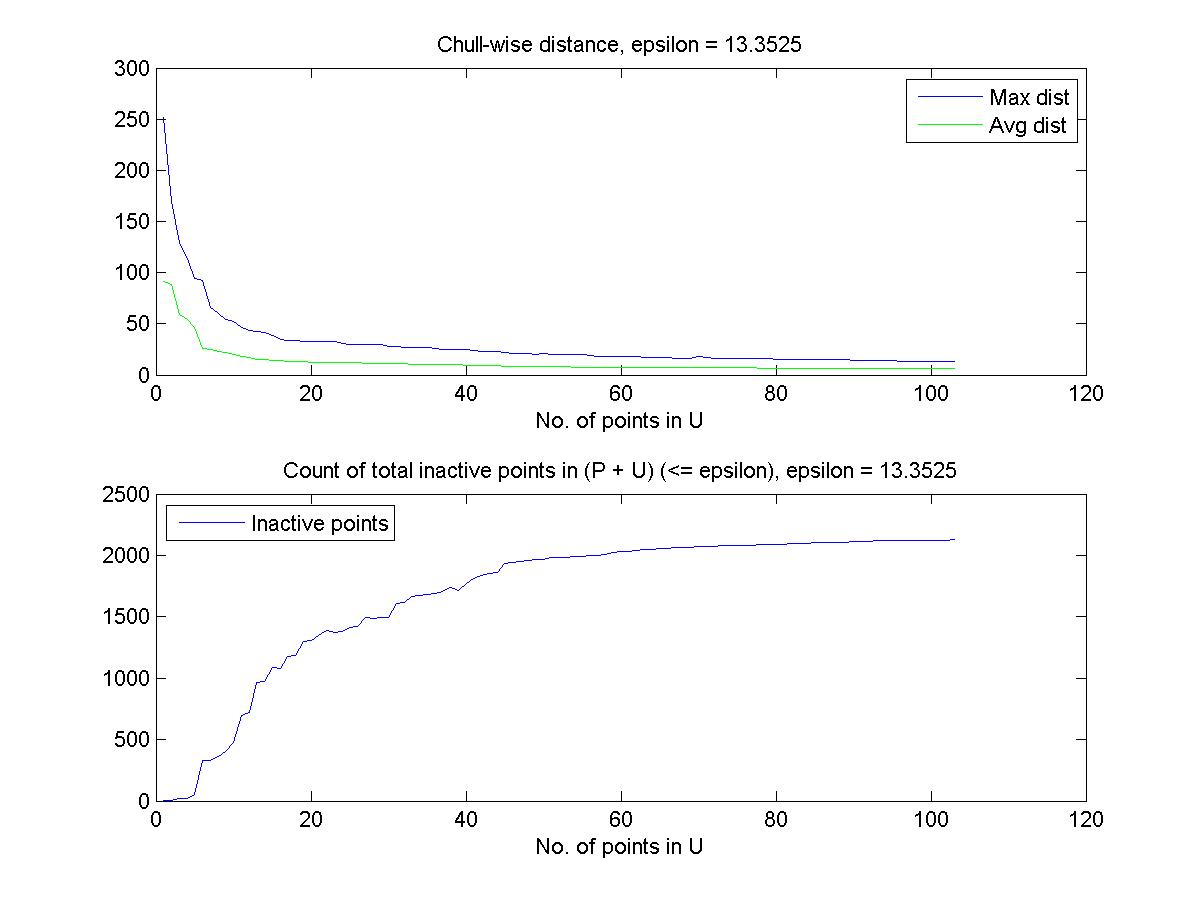 Chull-wise distance, epsilon = 13.3525
300
250
200
150
100
50
0
Max dist
Avg dist
0 20 40 60 80 100 120
No. of points in U
Count of total inactive points in (P + U) (<= epsilon), epsilon = 13.3525
2500
2000
1500
1000
500
0
Inactive points
0 20 40 60 80 100 120
No. of points in U